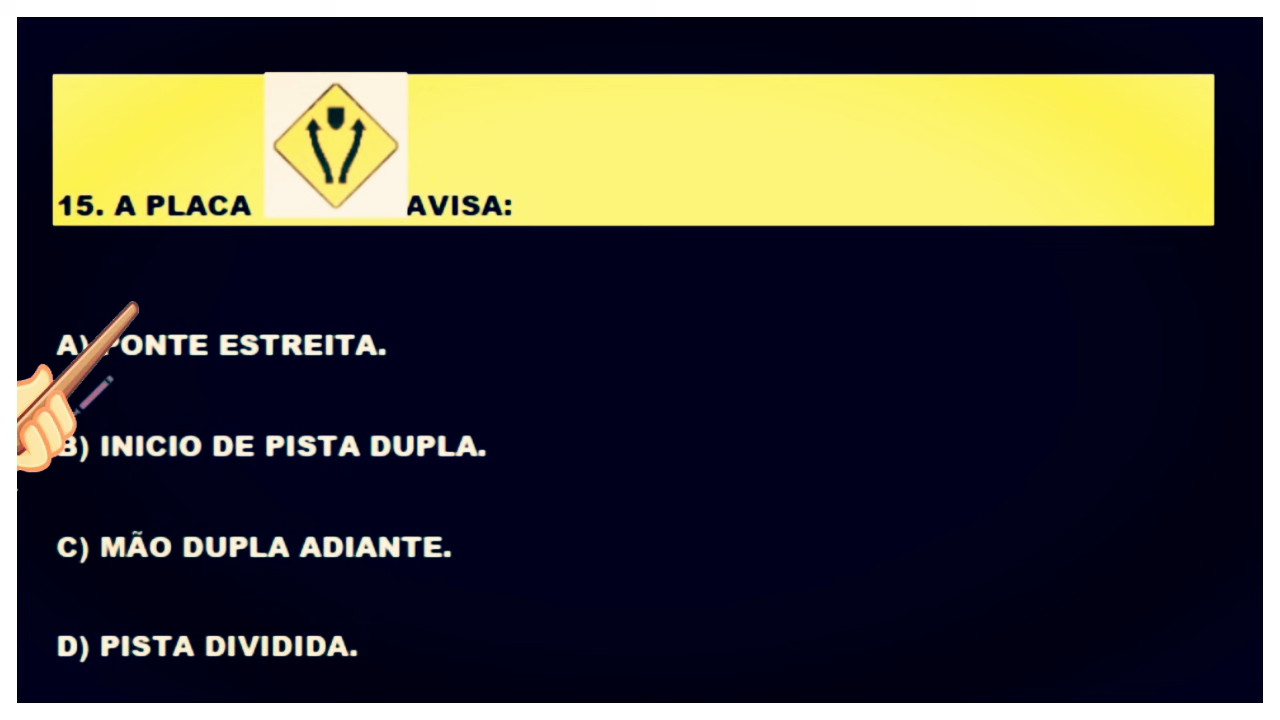 15. A PLACA AVISA:
A) PONTE ESTREITA.
B) INICIO DE PISTA DUPLA.
C) MÃO DUPLA ADIANTE.
D) PISTA DIVIDIDA.